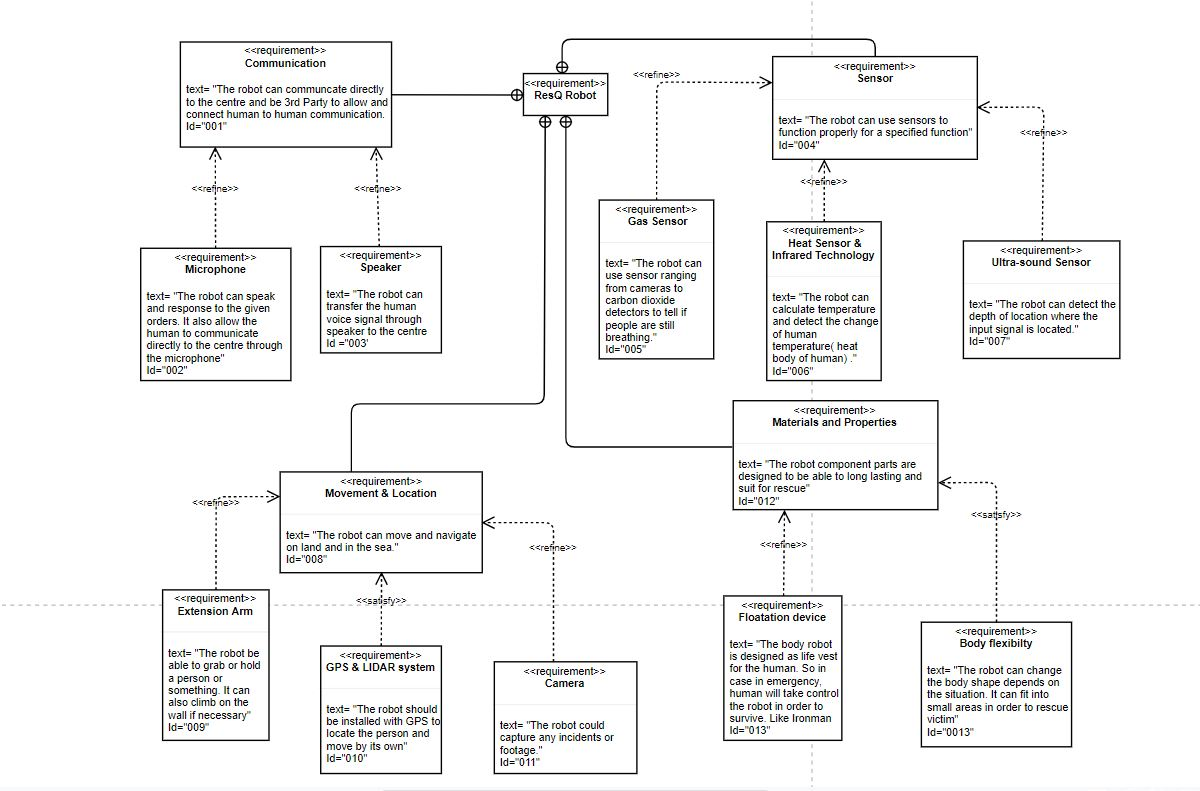 <<requirement>>
Communication
text= "The robot can communcate directly
to the centre and be 3rd Party to allow and
connect human to human communication.
Id="001"
<<requirement>>
ResQ Robot
<<refine>>
<<requirement>>
Sensor
text= "The robot can use sensors to
function properly for a specified function"
Id="004"
<<refine>>
<<refine>>
<<refine>>
<<refine>>
<<requirement>>
Microphone
text= "The robot can speak
and response to the given
orders. It also allow the
human to communicate
directly to the centre through
the microphone"
Id="002"
<<requirement>>
Speaker
text= "The robot can
transfer the human
voice signal through
speaker to the centre
Id ="003'
<<requirement>>
Gas Sensor
text= "The robot can
use sensor ranging
from cameras to
carbon dioxide
detectors to tell if
people are still
breathing."
Id="005"
<<requirement>>
Heat Sensor &
Infrared Technology
text= "The robot can
calculate temperature
and detect the change
of human
temperature( heat
body of human) ."
Id="006"
<<requirement>>
Ultra-sound Sensor
text= "The robot can detect the
depth of location where the
input signal is located."
Id="007"
<<requirement>>
Movement & Location
text= "The robot can move and navigate
on land and in the sea."
Id="008"
<<requirement>>
Materials and Properties
text= "The robot component parts are
designed to be able to long lasting and
suit for rescue"
Id="012"
<<refine>>
<<satisfy>>
<<refine>>
<<refine>>
<<satisfy>>
<<requirement>>
Extension Arm
text= "The robot be
able to grab or hold
a person or
something. It can
also climb on the
wall if necessary"
Id="009"
<<requirement>>
GPS & LIDAR system
text= "The robot should
be installed with GPS to
locate the person and
move by its own"
Id="010"
<<requirement>>
Camera
text= "The robot could
capture any incidents or
footage."
Id="011"
<<requirement>>
Floatation device
text= "The body robot
is designed as life vest
for the human. So in
case in emergency,
human will take control
the robot in order to
survive. Like Ironman
Id="013"
<<requirement>>
Body flexibilty
text= "The robot can change
the body shape depends on
the situation. It can fit into
small areas in order to rescue
victim"
Id="0013"